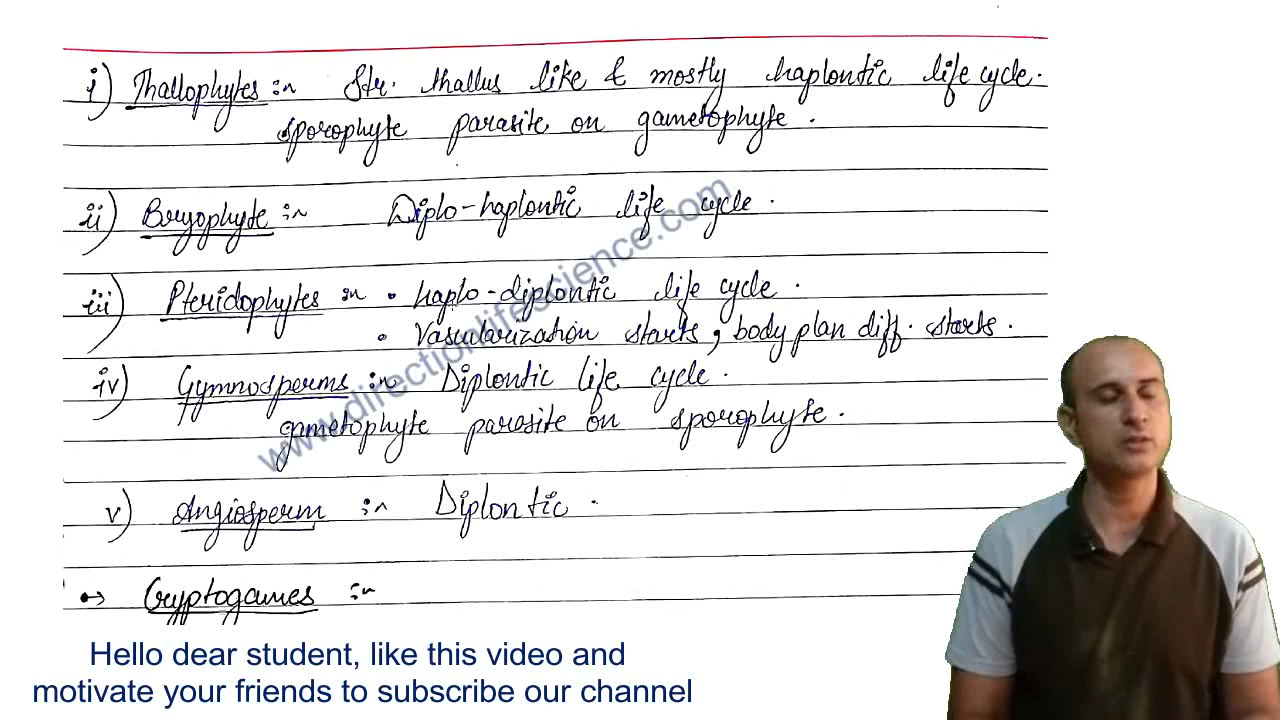 i) Thallophytes :~ Str. thallus like & mostly haplontic life cycle.
sporophyte parasite on gametophyte.
ii) Bryophyte :~ Diplo-haplontic life cycle.
iii) Pteridophytes :~ • haplo-diplontic life cycle.
• Vascularization starts, body plan diff. starts.
iv) Gymnosperms :~ Diplontic life cycle.
gametophyte parasite on sporophyte.
v) Angiosperm :~ Diplontic.
•→ Cryptogames :~
www.directionlifescience.com
Hello dear student, like this video and
motivate your friends to subscribe our channel